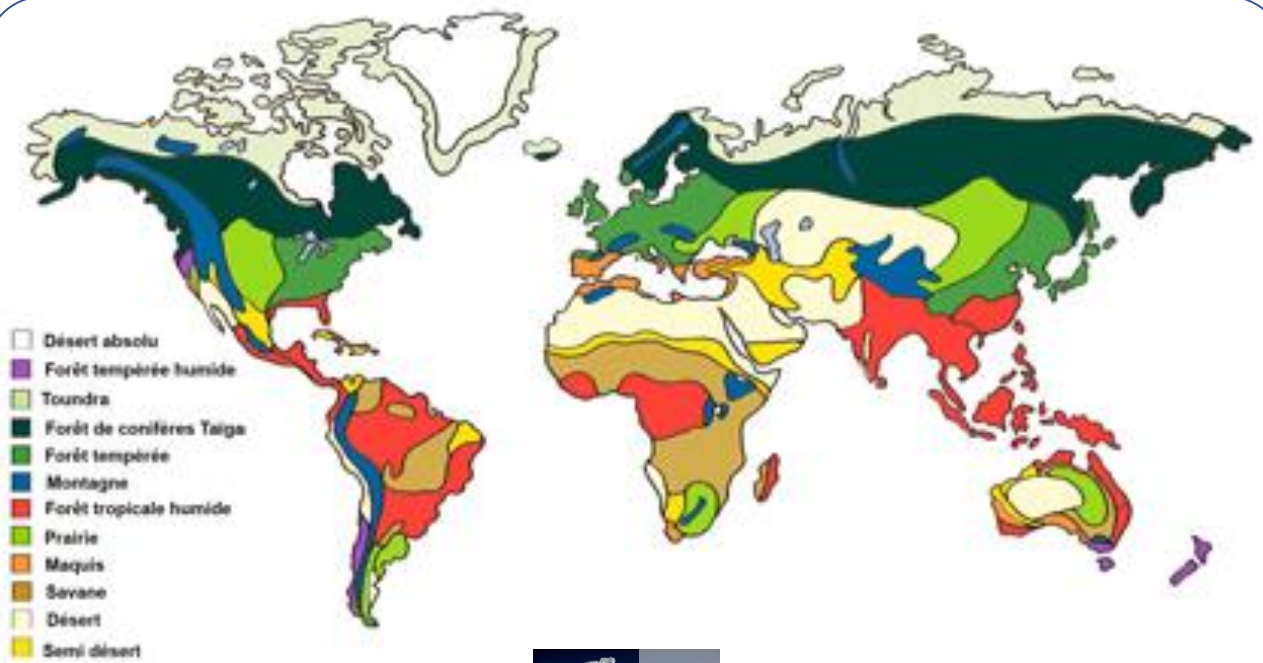 Désert absolu
Forêt tempérée humide
Toundra
Forêt de conifères Taïga
Forêt tempérée
Montagne
Forêt tropicale humide
Prairie
Maquis
Savane
Désert
Semi désert